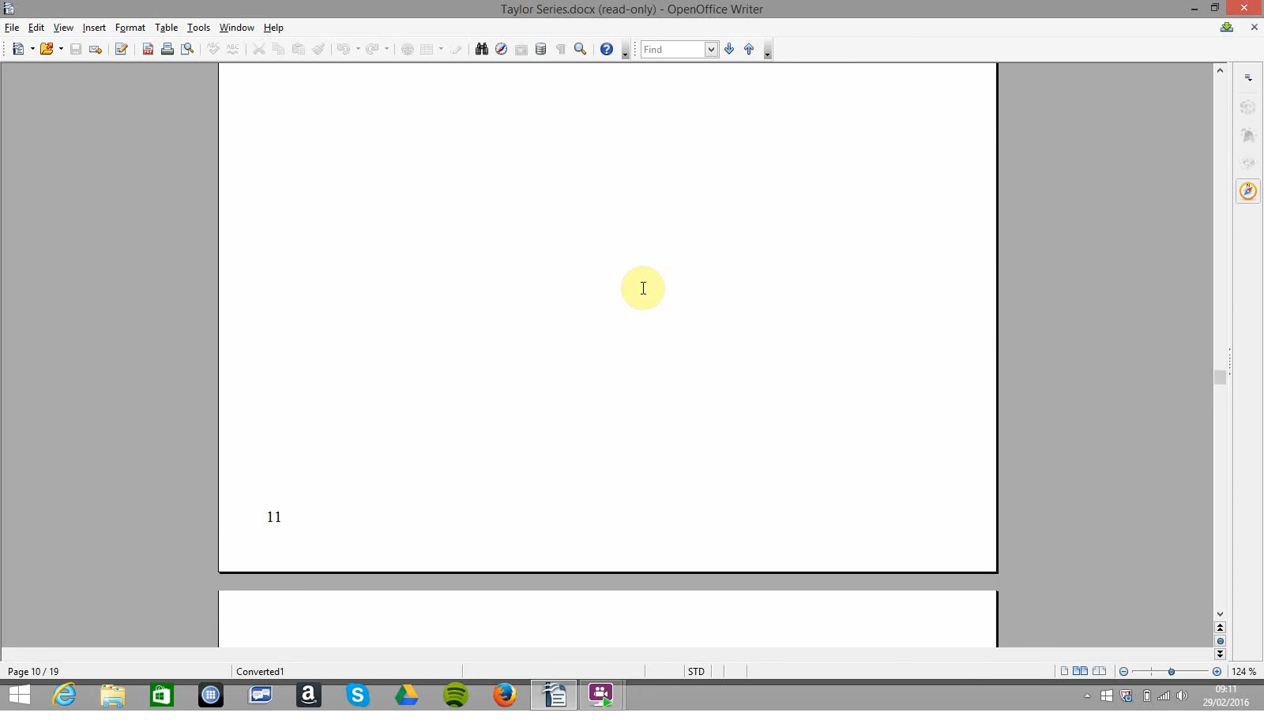 Taylor Series.docx (read-only) - OpenOffice Writer
File Edit View Insert Format Table Tools Window Help
Find
11
Page 10 / 19 Converted1 STD 124 %
09:11
29/02/2016